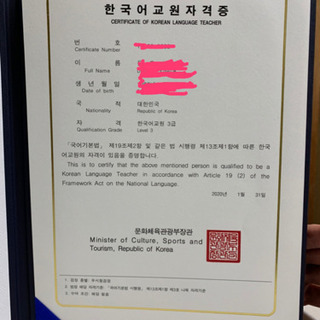 한국어교원자격증
CERTIFICATE OF KOREAN LANGUAGE TEACHER
번 호
Certificate Number
이 름
Full Name
생 년 월 일
Date of birth
국 적 대한민국
Nationality Republic of Korea
자 격 한국어교원 3급
Qualification Grade Level 3
「국어기본법」 제19조제2항 및 같은 법 시행령 제13조제1항에 따른 한국
어교원의 자격이 있음을 증명합니다.
This is to certify that the above mentioned person is qualified to be a
Korean Language Teacher in accordance with Article 19 (2) of the
Framework Act on the National Language.
2020년 1월 31일
문화체육관광부장관
Minister of Culture, Sports and
Tourism, Republic of Korea